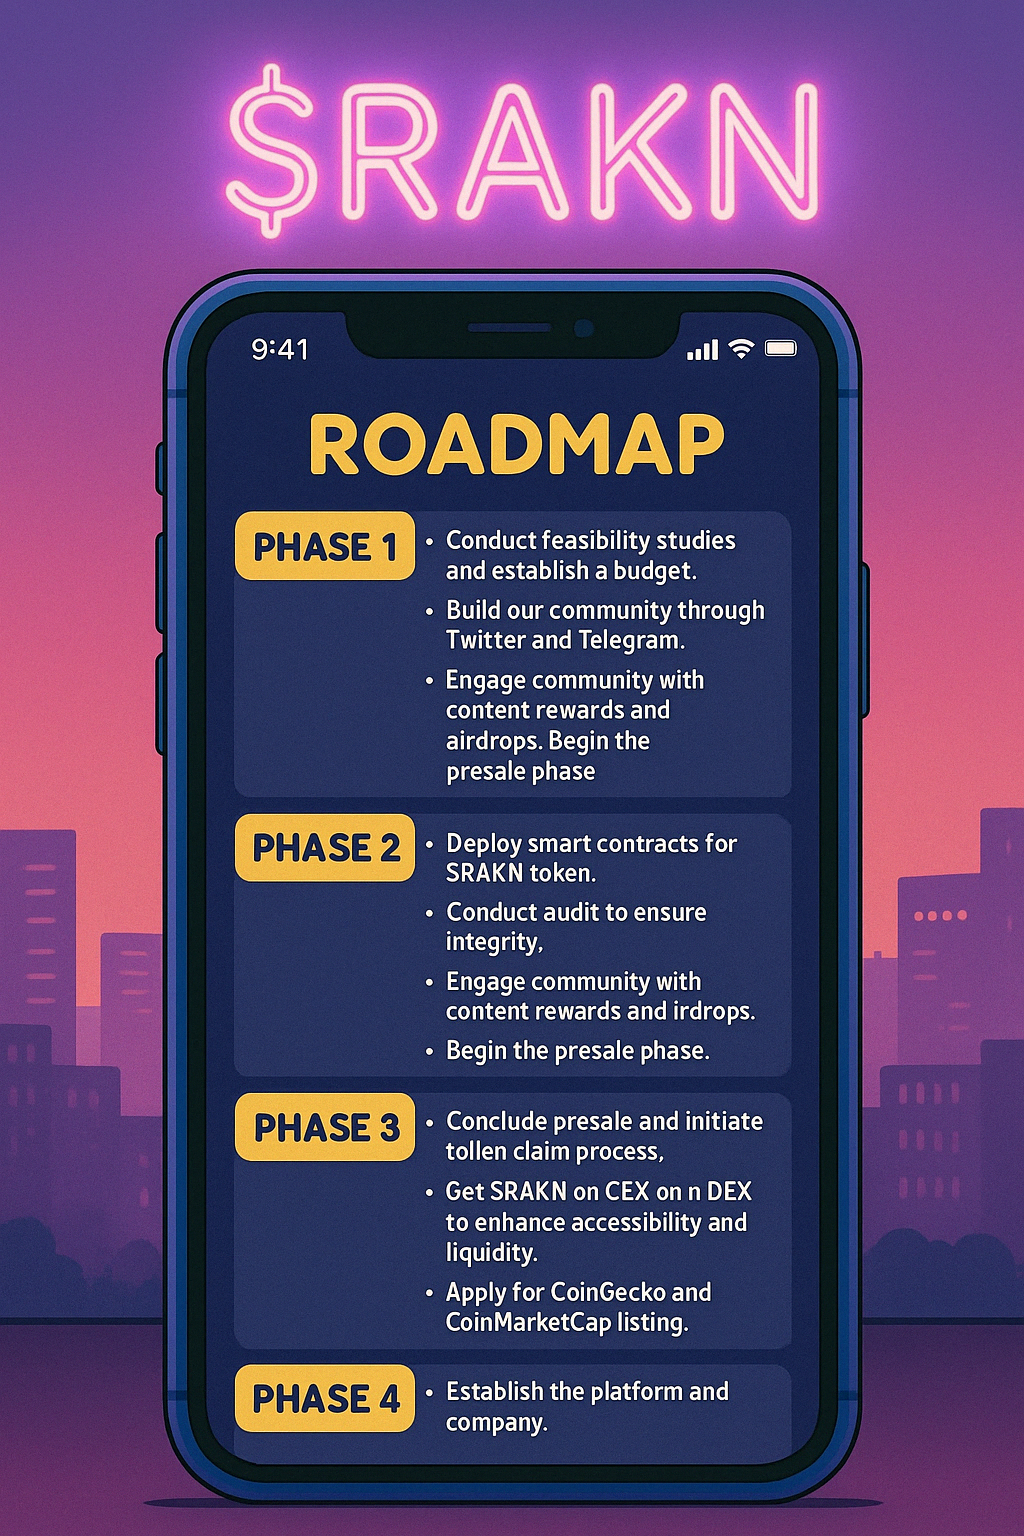 $RAKN
9:41
ROADMAP
PHASE 1
• Conduct feasibility studies
and establish a budget.
• Build our community through
Twitter and Telegram.
• Engage community with
content rewards and
airdrops. Begin the
presale phase
PHASE 2
• Deploy smart contracts for
SRAKN token.
• Conduct audit to ensure
integrity,
• Engage community with
content rewards and irdrops.
• Begin the presale phase.
PHASE 3
• Conclude presale and initiate
tollen claim process,
• Get SRAKN on CEX on n DEX
to enhance accessibility and
liquidity.
• Apply for CoinGecko and
CoinMarketCap listing.
PHASE 4
• Establish the platform and
company.